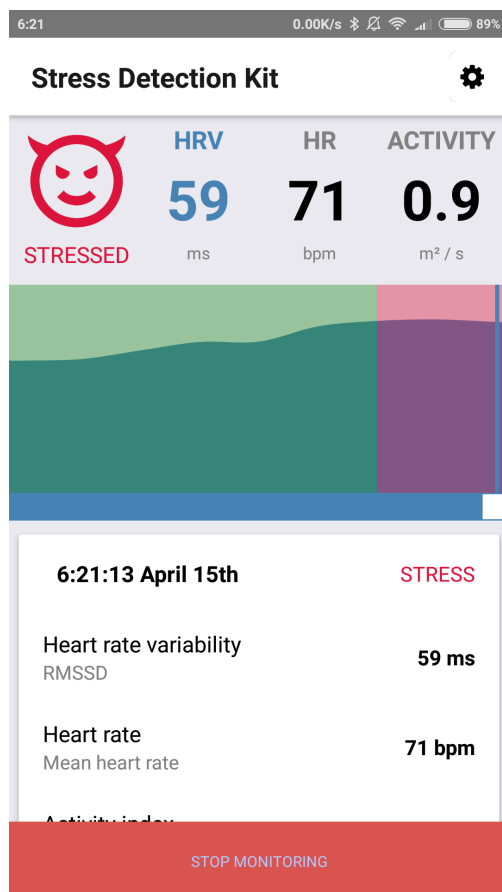 6:21 0.00K/s 89%
Stress Detection Kit
HRV HR ACTIVITY
59 71 0.9
STRESSED ms bpm m² / s
6:21:13 April 15th STRESS
Heart rate variability
RMSSD
59 ms
Heart rate
Mean heart rate
71 bpm
Activity index
STOP MONITORING